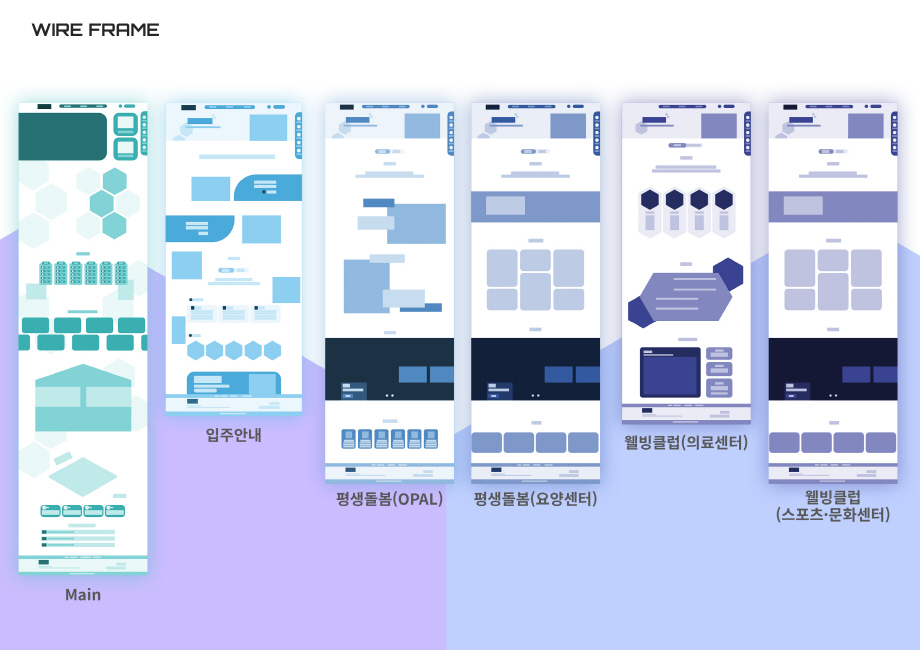 WIRE FRAME
Main
입주안내
평생돌봄(OPAL)
평생돌봄(요양센터)
웰빙클럽(의료센터)
웰빙클럽
(스포츠·문화센터)